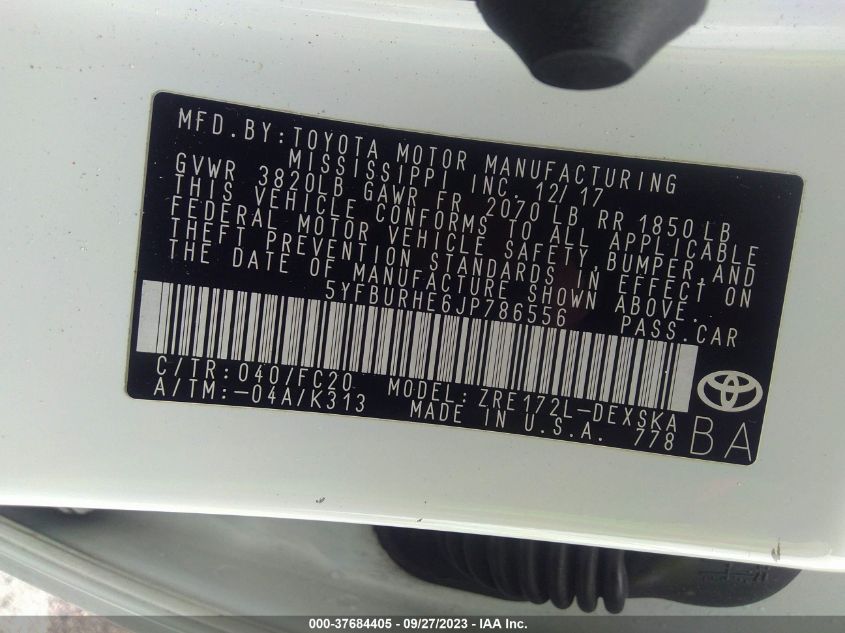 MFD.BY:TOYOTA MOTOR MANUFACTURING
MISSISSIPPI INC. 12/17
GVWR 3820LB GAWR FR 2070 LB RR 1850 LB
THIS VEHICLE CONFORMS TO ALL APPLICABLE
FEDERAL MOTOR VEHICLE SAFETY,BUMPER,AND
THEFT PREVENTION STANDARDS IN EFFECT ON
THE DATE OF MANUFACTURE SHOWN ABOVE.
5YFBURHE6JP786556 PASS.CAR
C/TR:040/FC20 MODEL:ZRE172L-DEXSKA
A/TM:-04A/K313 MADE IN U.S.A. 778
BA
000-37684405 - 09/27/2023 - IAA Inc.